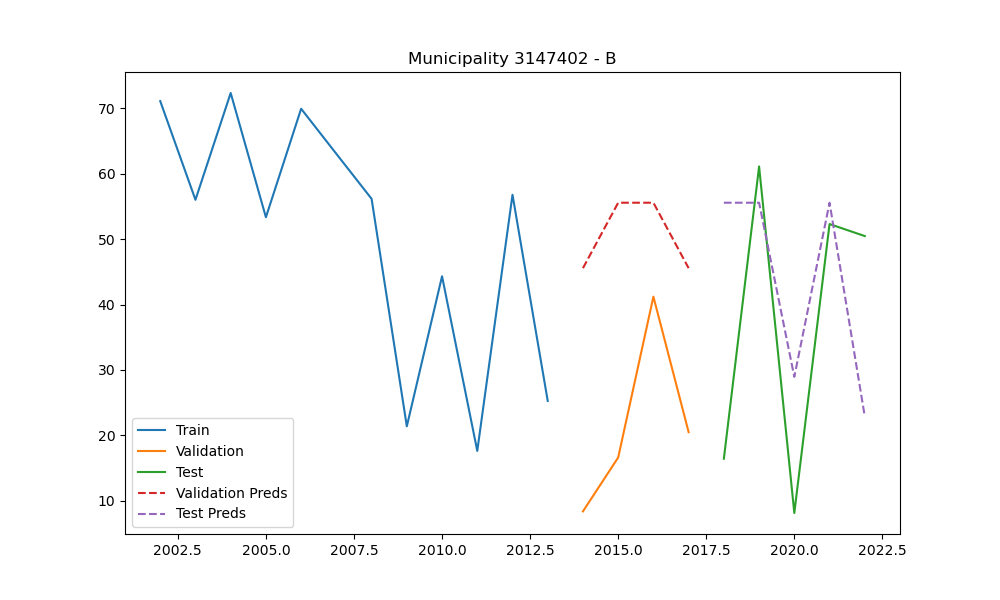 Municipality 3147402 - B
70
60
50
40
30
20
10
Train
Validation
Test
Validation Preds
Test Preds
2002.5 2005.0 2007.5 2010.0 2012.5 2015.0 2017.5 2020.0 2022.5